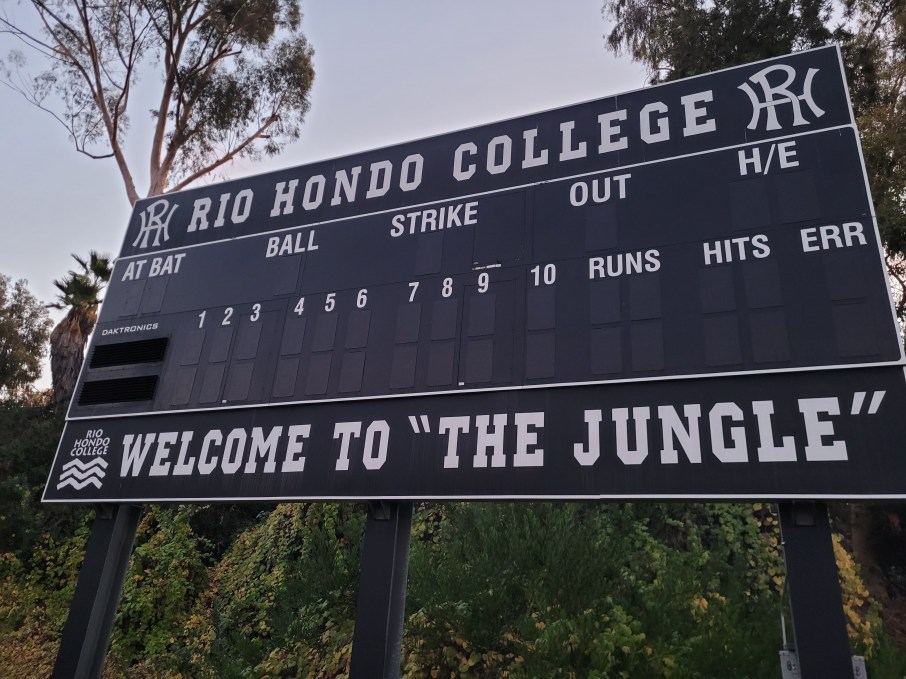 RH RIO HONDO COLLEGE RH
AT BAT BALL STRIKE OUT H/E
1 2 3 4 5 6 7 8 9 10 RUNS HITS ERR
DAKTRONICS
RIO
HONDO
COLLEGE
WELCOME TO "THE JUNGLE"